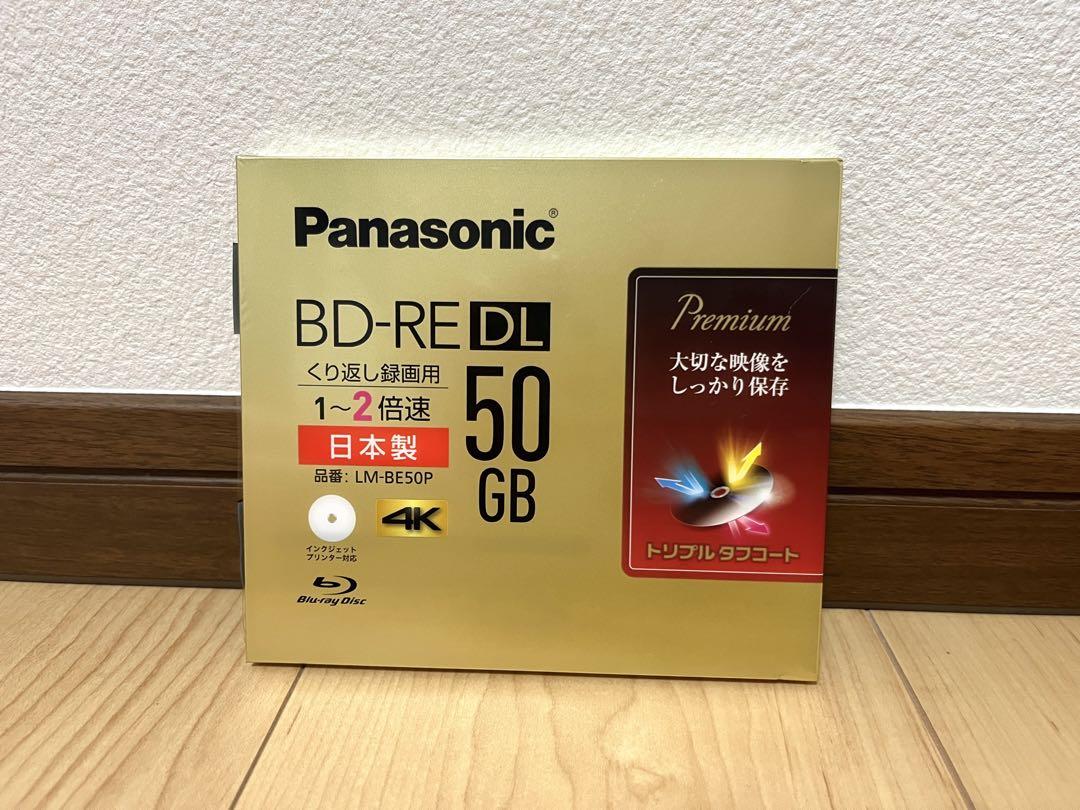 Panasonic®
BD-RE DL
くり返し録画用
1～2倍速
日本製
品番: LM-BE50P
50
GB
インクジェット
プリンター対応
4K
Blu-ray Disc
Premium
大切な映像を
しっかり保存
トリプル タフコート